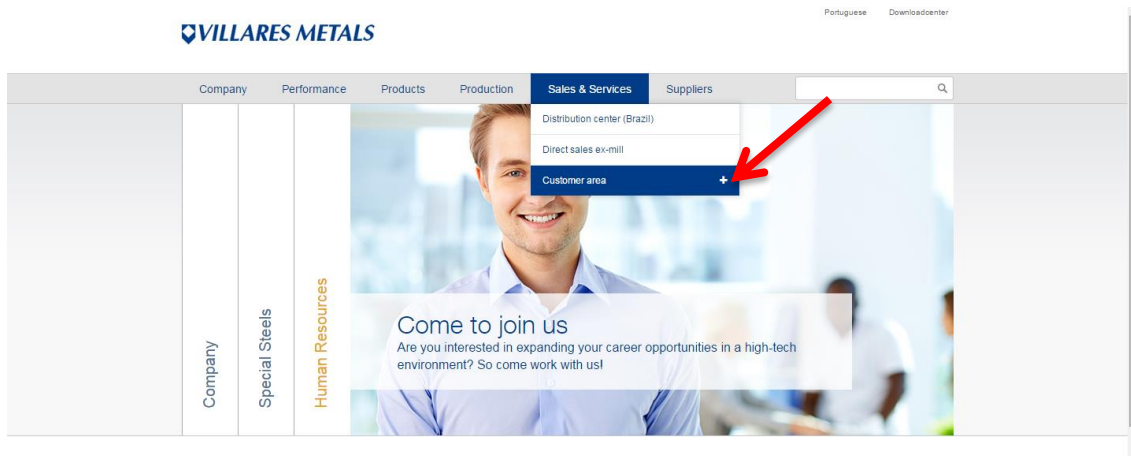 Portuguese Downloadcenter
VILLARES METALS
Company Performance Products Production Sales & Services Suppliers
Distribution center (Brazil)
Direct sales ex-mill
Customer area +
Company
Special Steels
Human Resources
Come to join us
Are you interested in expanding your career opportunities in a high-tech
environment? So come work with us!